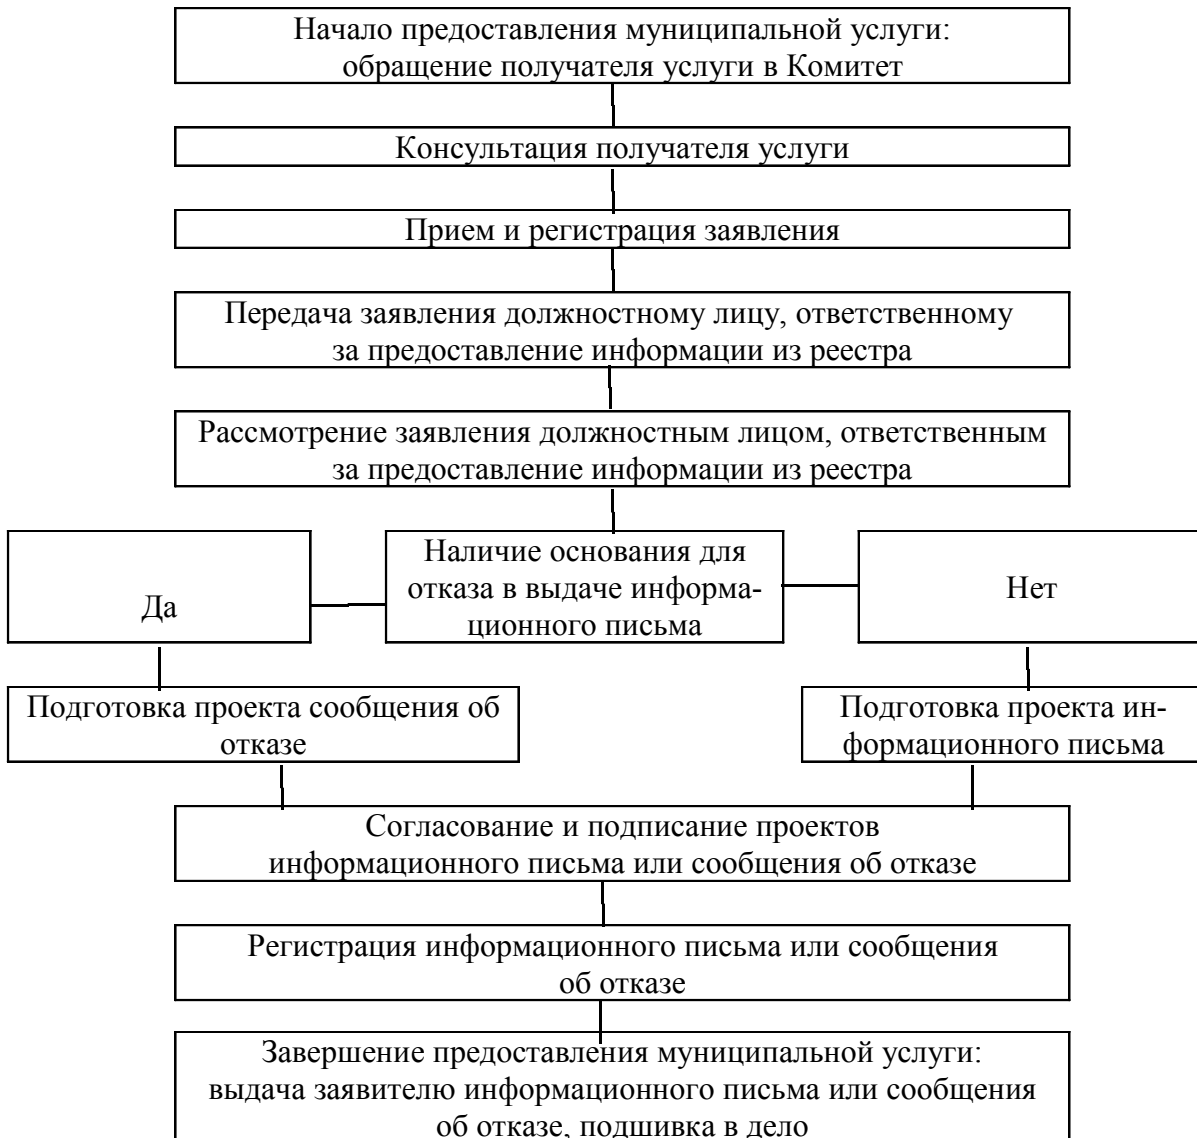 Начало предоставления муниципальной услуги:
обращение получателя услуги в Комитет
Консультация получателя услуги
Прием и регистрация заявления
Передача заявления должностному лицу, ответственному
за предоставление информации из реестра
Рассмотрение заявления должностным лицом, ответственным
за предоставление информации из реестра
Да
Наличие основания для
отказа в выдаче информа-
ционного письма
Нет
Подготовка проекта сообщения об
отказе
Подготовка проекта ин-
формационного письма
Согласование и подписание проектов
информационного письма или сообщения об отказе
Регистрация информационного письма или сообщения
об отказе
Завершение предоставления муниципальной услуги:
выдача заявителю информационного письма или сообщения
об отказе, подшивка в дело